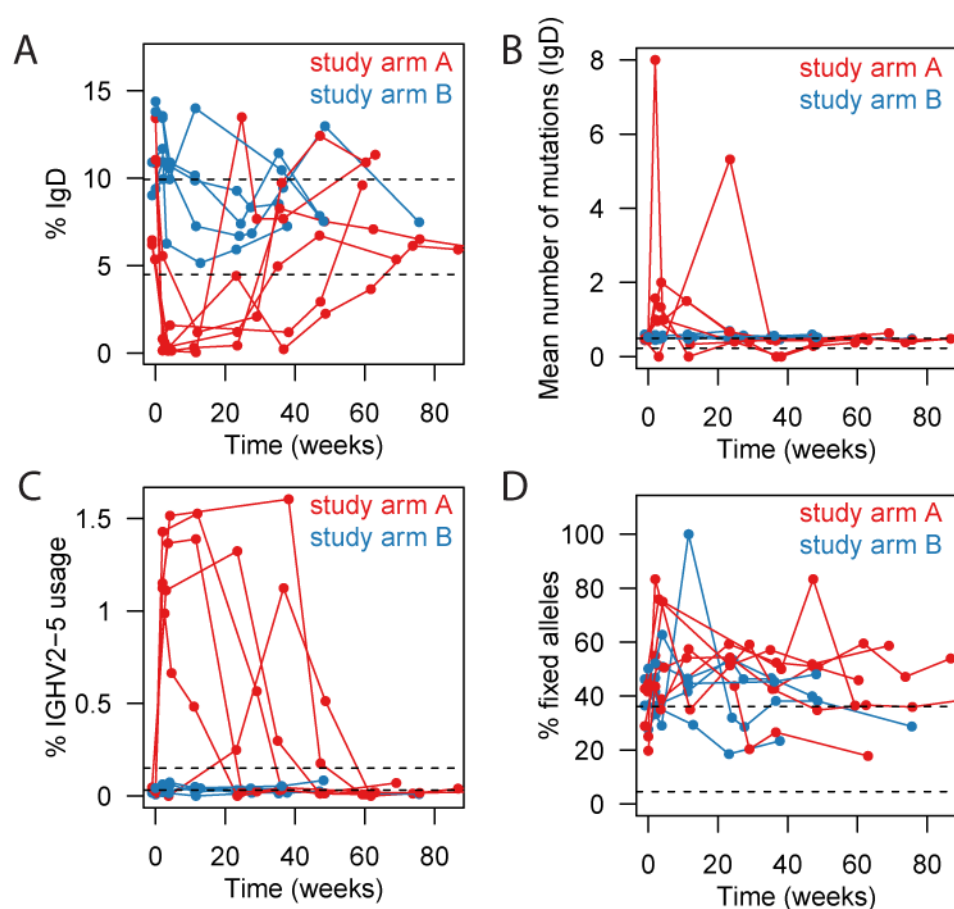 A
study arm A
study arm B
15
10
5
0
% IgD
0 20 40 60 80
Time (weeks)
B
study arm A
study arm B
8
6
4
2
0
Mean number of mutations (IgD)
0 20 40 60 80
Time (weeks)
C
study arm A
study arm B
1.5
1
0.5
0
% IGHV2−5 usage
0 20 40 60 80
Time (weeks)
D
study arm A
study arm B
100
80
60
40
20
0
% fixed alleles
0 20 40 60 80
Time (weeks)